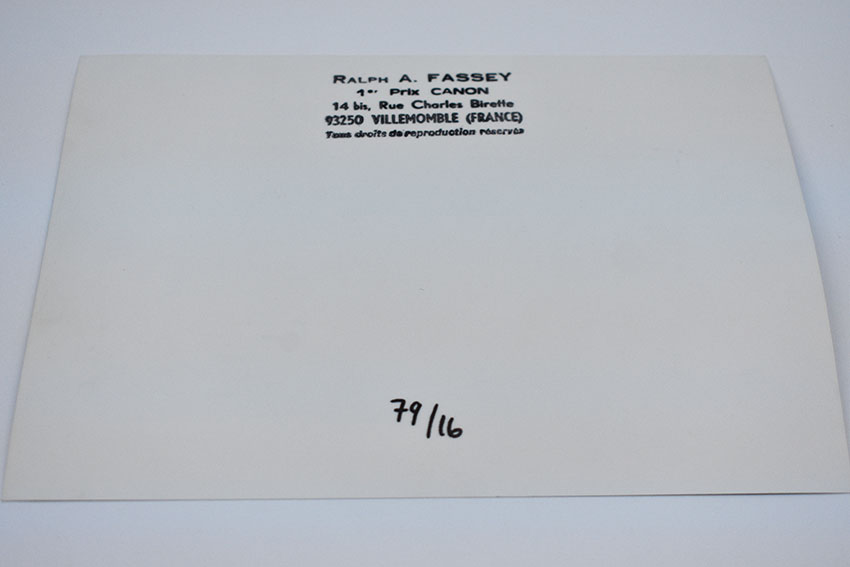 RALPH A. FASSEY
1er Prix CANON
14 bis, Rue Charles Birette
93250 VILLEMOMBLE (FRANCE)
Tous droits de reproduction réservés
79/16